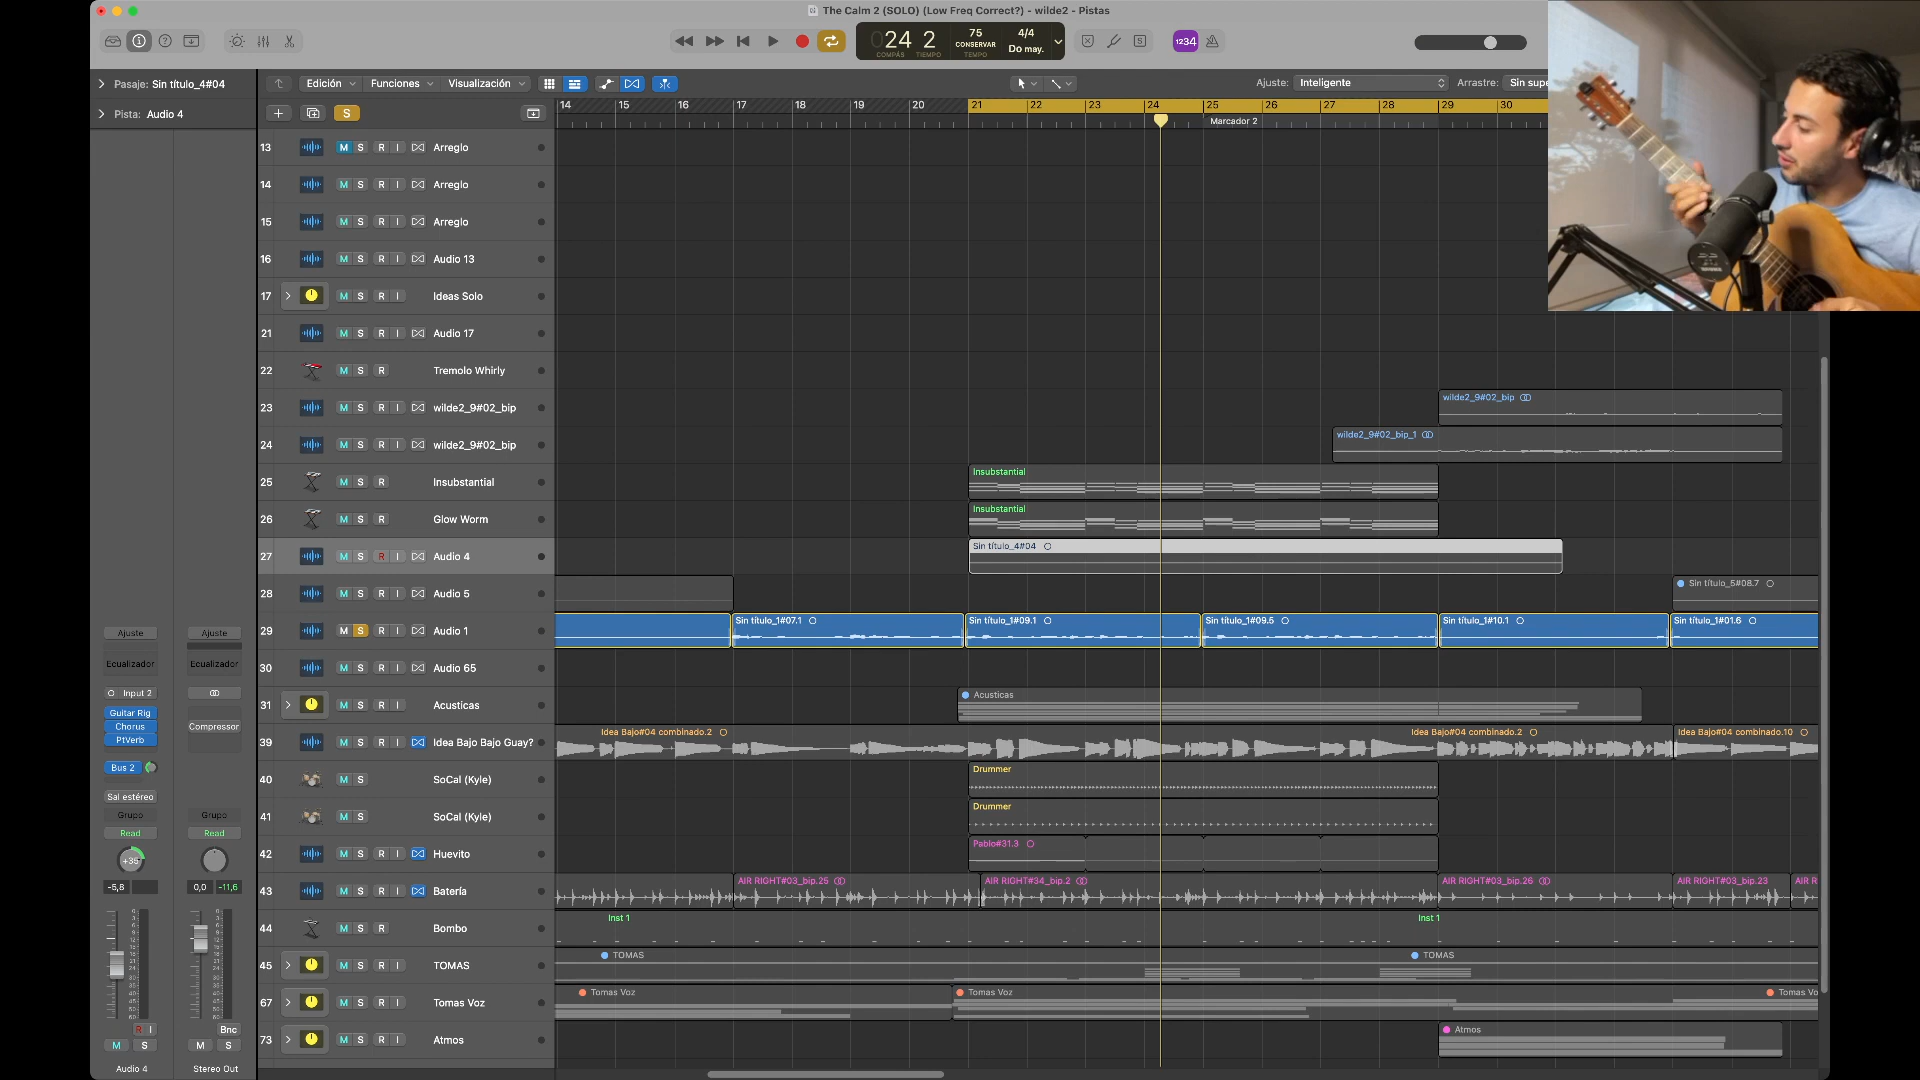 The Calm 2 (SOLO) (Low Freq Correct?) - wilde2 - Pistas
024 2
COMPÁS TIEMPO
75
CONSERVAR
TEMPO
4/4
Do may.
1234
Pasaje: Sin título_4#04
Edición
Funciones
Visualización
Ajuste: Inteligente
Arrastre: Sin supe
Pista: Audio 4
S
14 15 16 17 18 19 20 21 22 23 24 25 26 27 28 29 30
Marcador 2
13 M S R I Arreglo
14 M S R I Arreglo
15 M S R I Arreglo
16 M S R I Audio 13
17 M S R I Ideas Solo
21 M S R I Audio 17
22 M S R Tremolo Whirly
23 M S R I wilde2_9#02_bip
wilde2_9#02_bip
24 M S R I wilde2_9#02_bip
wilde2_9#02_bip_1
25 M S R Insubstantial
Insubstantial
26 M S R Glow Worm
Insubstantial
27 M S R I Audio 4
Sin título_4#04
28 M S R I Audio 5
Sin título_5#08.7
29 M S R I Audio 1
Sin título_1#07.1
Sin título_1#09.1
Sin título_1#09.5
Sin título_1#10.1
Sin título_1#01.6
30 M S R I Audio 65
31 M S R I Acusticas
Acusticas
39 M S R I Idea Bajo Bajo Guay?
Idea Bajo#04 combinado.2
Idea Bajo#04 combinado.2
Idea Bajo#04 combinado.10
40 M S SoCal (Kyle)
Drummer
41 M S SoCal (Kyle)
Drummer
42 M S R I Huevito
Pablo#31.3
43 M S R I Batería
AIR RIGHT#03_bip.25
AIR RIGHT#34_bip.2
AIR RIGHT#03_bip.26
AIR RIGHT#03_bip.23
AIR R
44 M S R Bombo
Inst 1
Inst 1
45 M S R I TOMAS
TOMAS
TOMAS
67 M S R I Tomas Voz
Tomas Voz
Tomas Voz
Tomas Vo
73 M S R I Atmos
Atmos
Ajuste Ajuste
Ecualizador Ecualizador
Input 2
Guitar Rig
Chorus Compressor
PtVerb
Bus 2
Sal estéreo
Grupo Grupo
Read Read
+35
-5,8 0,0 -11,6
R I Bnc
M S M S
Audio 4 Stereo Out